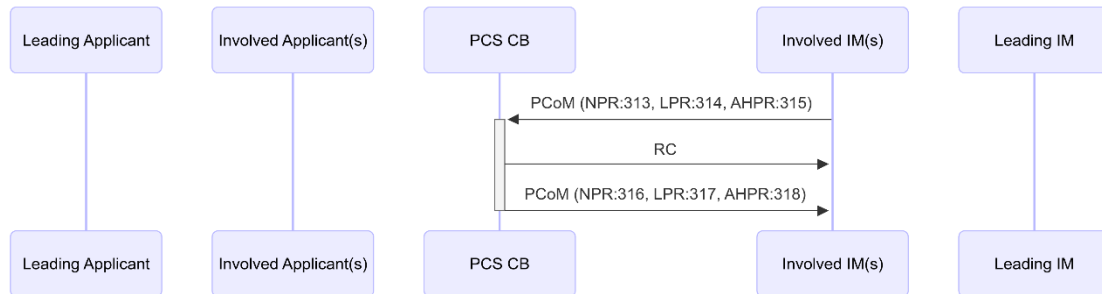 Leading Applicant
Involved Applicant(s)
PCS CB
Involved IM(s)
Leading IM
PCoM (NPR:313, LPR:314, AHPR:315)
RC
PCoM (NPR:316, LPR:317, AHPR:318)
Leading Applicant
Involved Applicant(s)
PCS CB
Involved IM(s)
Leading IM